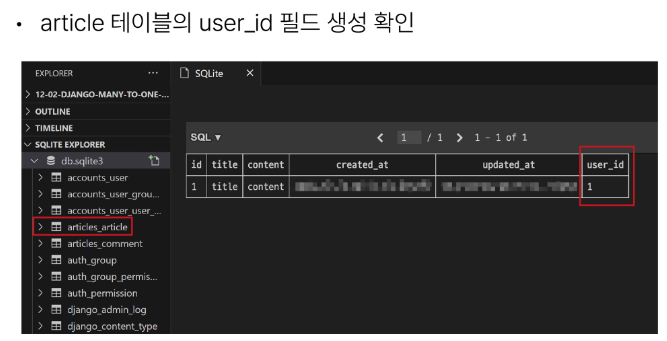 • article 테이블의 user_id 필드 생성 확인
EXPLORER ···
SQLite ×
12-02-DJANGO-MANY-TO-ONE-...
OUTLINE
TIMELINE
SQLITE EXPLORER
SQL ▼ < 1 / 1 > 1 - 1 of 1
db.sqlite3
id title content created_at updated_at user_id
1 title content 1
accounts_user
accounts_user_grou...
accounts_user_user_...
articles_article
articles_comment
auth_group
auth_group_permis...
auth_permission
django_admin_log
django_content_type